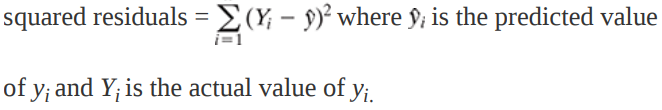 squared residuals = ∑(Yᵢ − ŷ)² where ŷᵢ is the predicted value
i=1
of yᵢ and Yᵢ is the actual value of yᵢ.